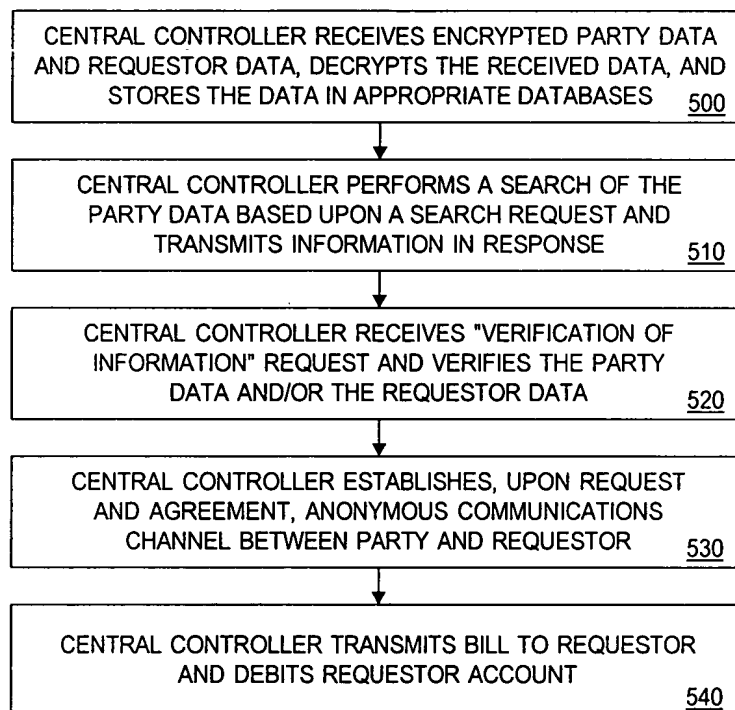 CENTRAL CONTROLLER RECEIVES ENCRYPTED PARTY DATA
AND REQUESTOR DATA, DECRYPTS THE RECEIVED DATA, AND
STORES THE DATA IN APPROPRIATE DATABASES
500
CENTRAL CONTROLLER PERFORMS A SEARCH OF THE
PARTY DATA BASED UPON A SEARCH REQUEST AND
TRANSMITS INFORMATION IN RESPONSE
510
CENTRAL CONTROLLER RECEIVES "VERIFICATION OF
INFORMATION" REQUEST AND VERIFIES THE PARTY
DATA AND/OR THE REQUESTOR DATA
520
CENTRAL CONTROLLER ESTABLISHES, UPON REQUEST
AND AGREEMENT, ANONYMOUS COMMUNICATIONS
CHANNEL BETWEEN PARTY AND REQUESTOR
530
CENTRAL CONTROLLER TRANSMITS BILL TO REQUESTOR
AND DEBITS REQUESTOR ACCOUNT
540